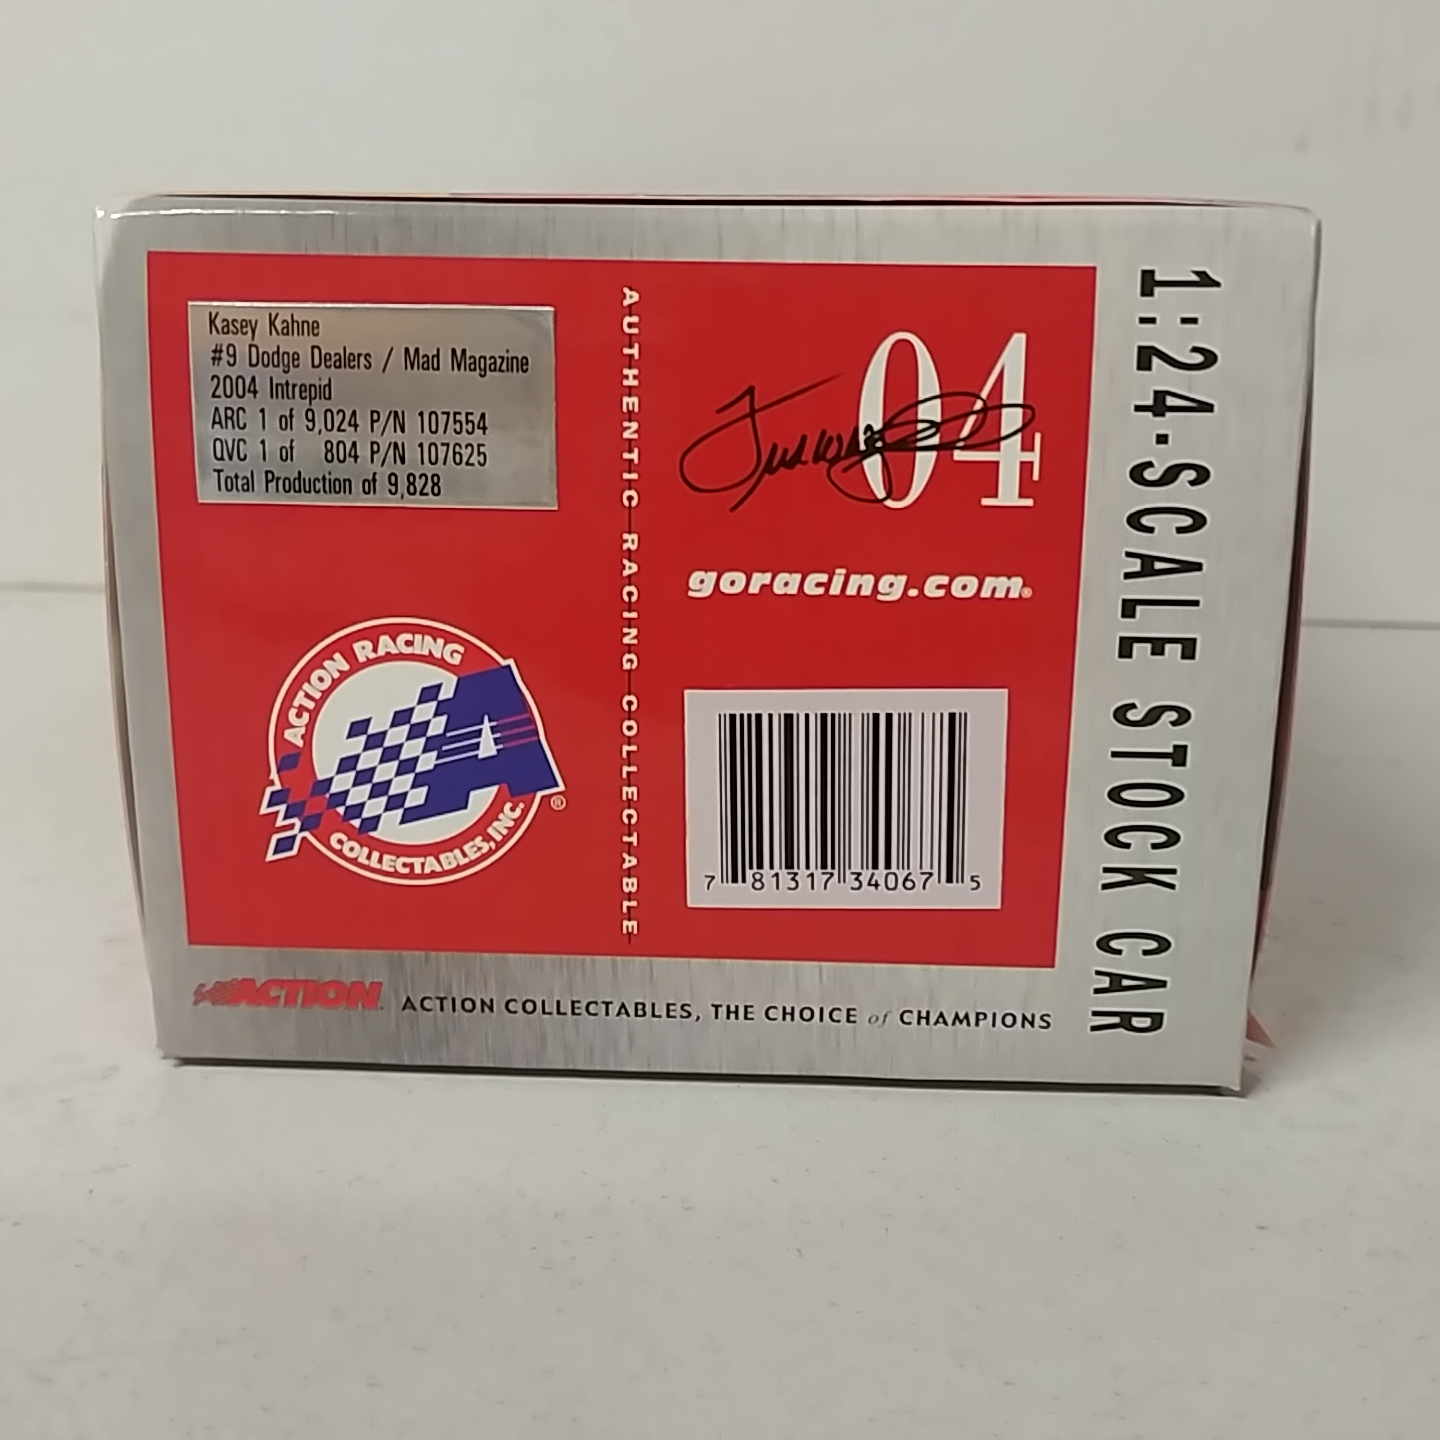 Kasey Kahne
#9 Dodge Dealers / Mad Magazine
2004 Intrepid
ARC 1 of 9,024 P/N 107554
QVC 1 of 804 P/N 107625
Total Production of 9,828
AUTHENTIC RACING COLLECTABLE
04
goracing.com®
ACTION RACING
COLLECTABLES, INC.
®
7 81317 34067 5
1:24-SCALE STOCK CAR
ACTION
ACTION COLLECTABLES, THE CHOICE of CHAMPIONS